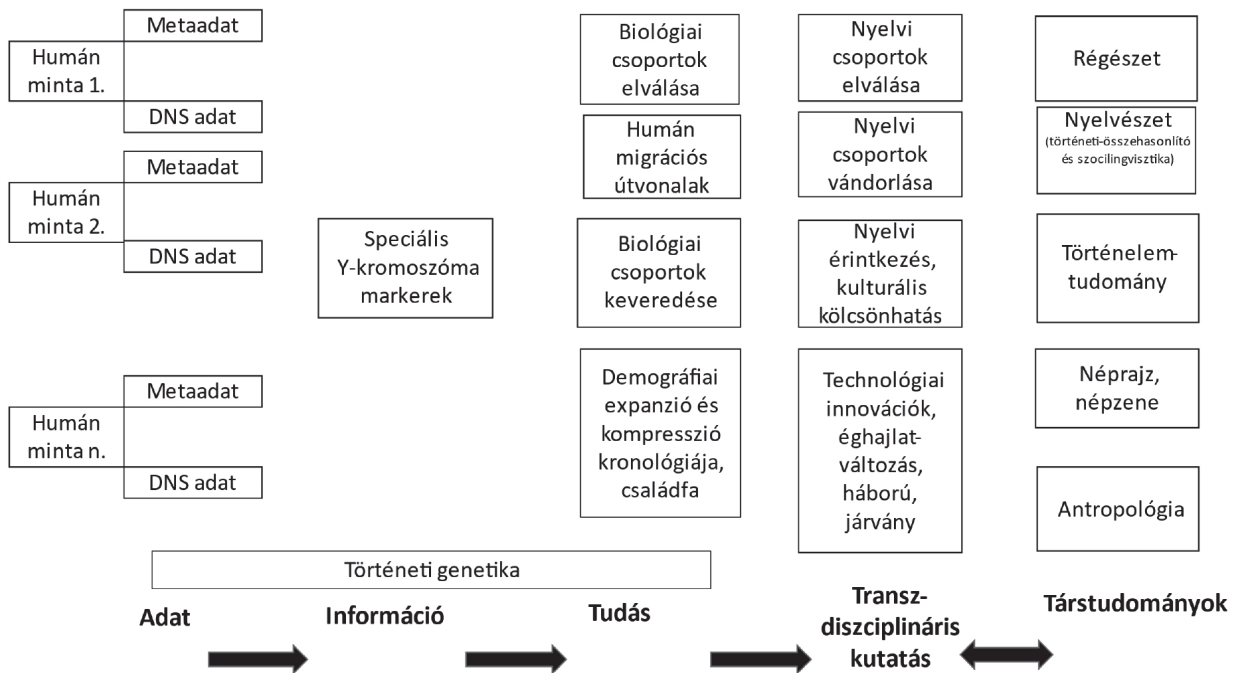 Metaadat
Humán
minta 1.
DNS adat
Metaadat
Humán
minta 2.
DNS adat
Metaadat
Humán
minta n.
DNS adat
Speciális
Y-kromoszóma
markerek
Biológiai
csoportok
elválása
Humán
migrációs
útvonalak
Biológiai
csoportok
keveredése
Demográfiai
expanzió és
kompresszió
kronológiája,
családfa
Nyelvi
csoportok
elválása
Nyelvi
csoportok
vándorlása
Nyelvi
érintkezés,
kulturális
kölcsönhatás
Technológiai
innovációk,
éghajlat-
változás,
háború,
járvány
Régészet
Nyelvészet
(történeti-összehasonlító
és szocilingvisztika)
Történelem-
tudomány
Néprajz,
népzene
Antropológia
Történeti genetika
Adat
Információ
Tudás
Transz-
diszciplináris
kutatás
Társtudományok